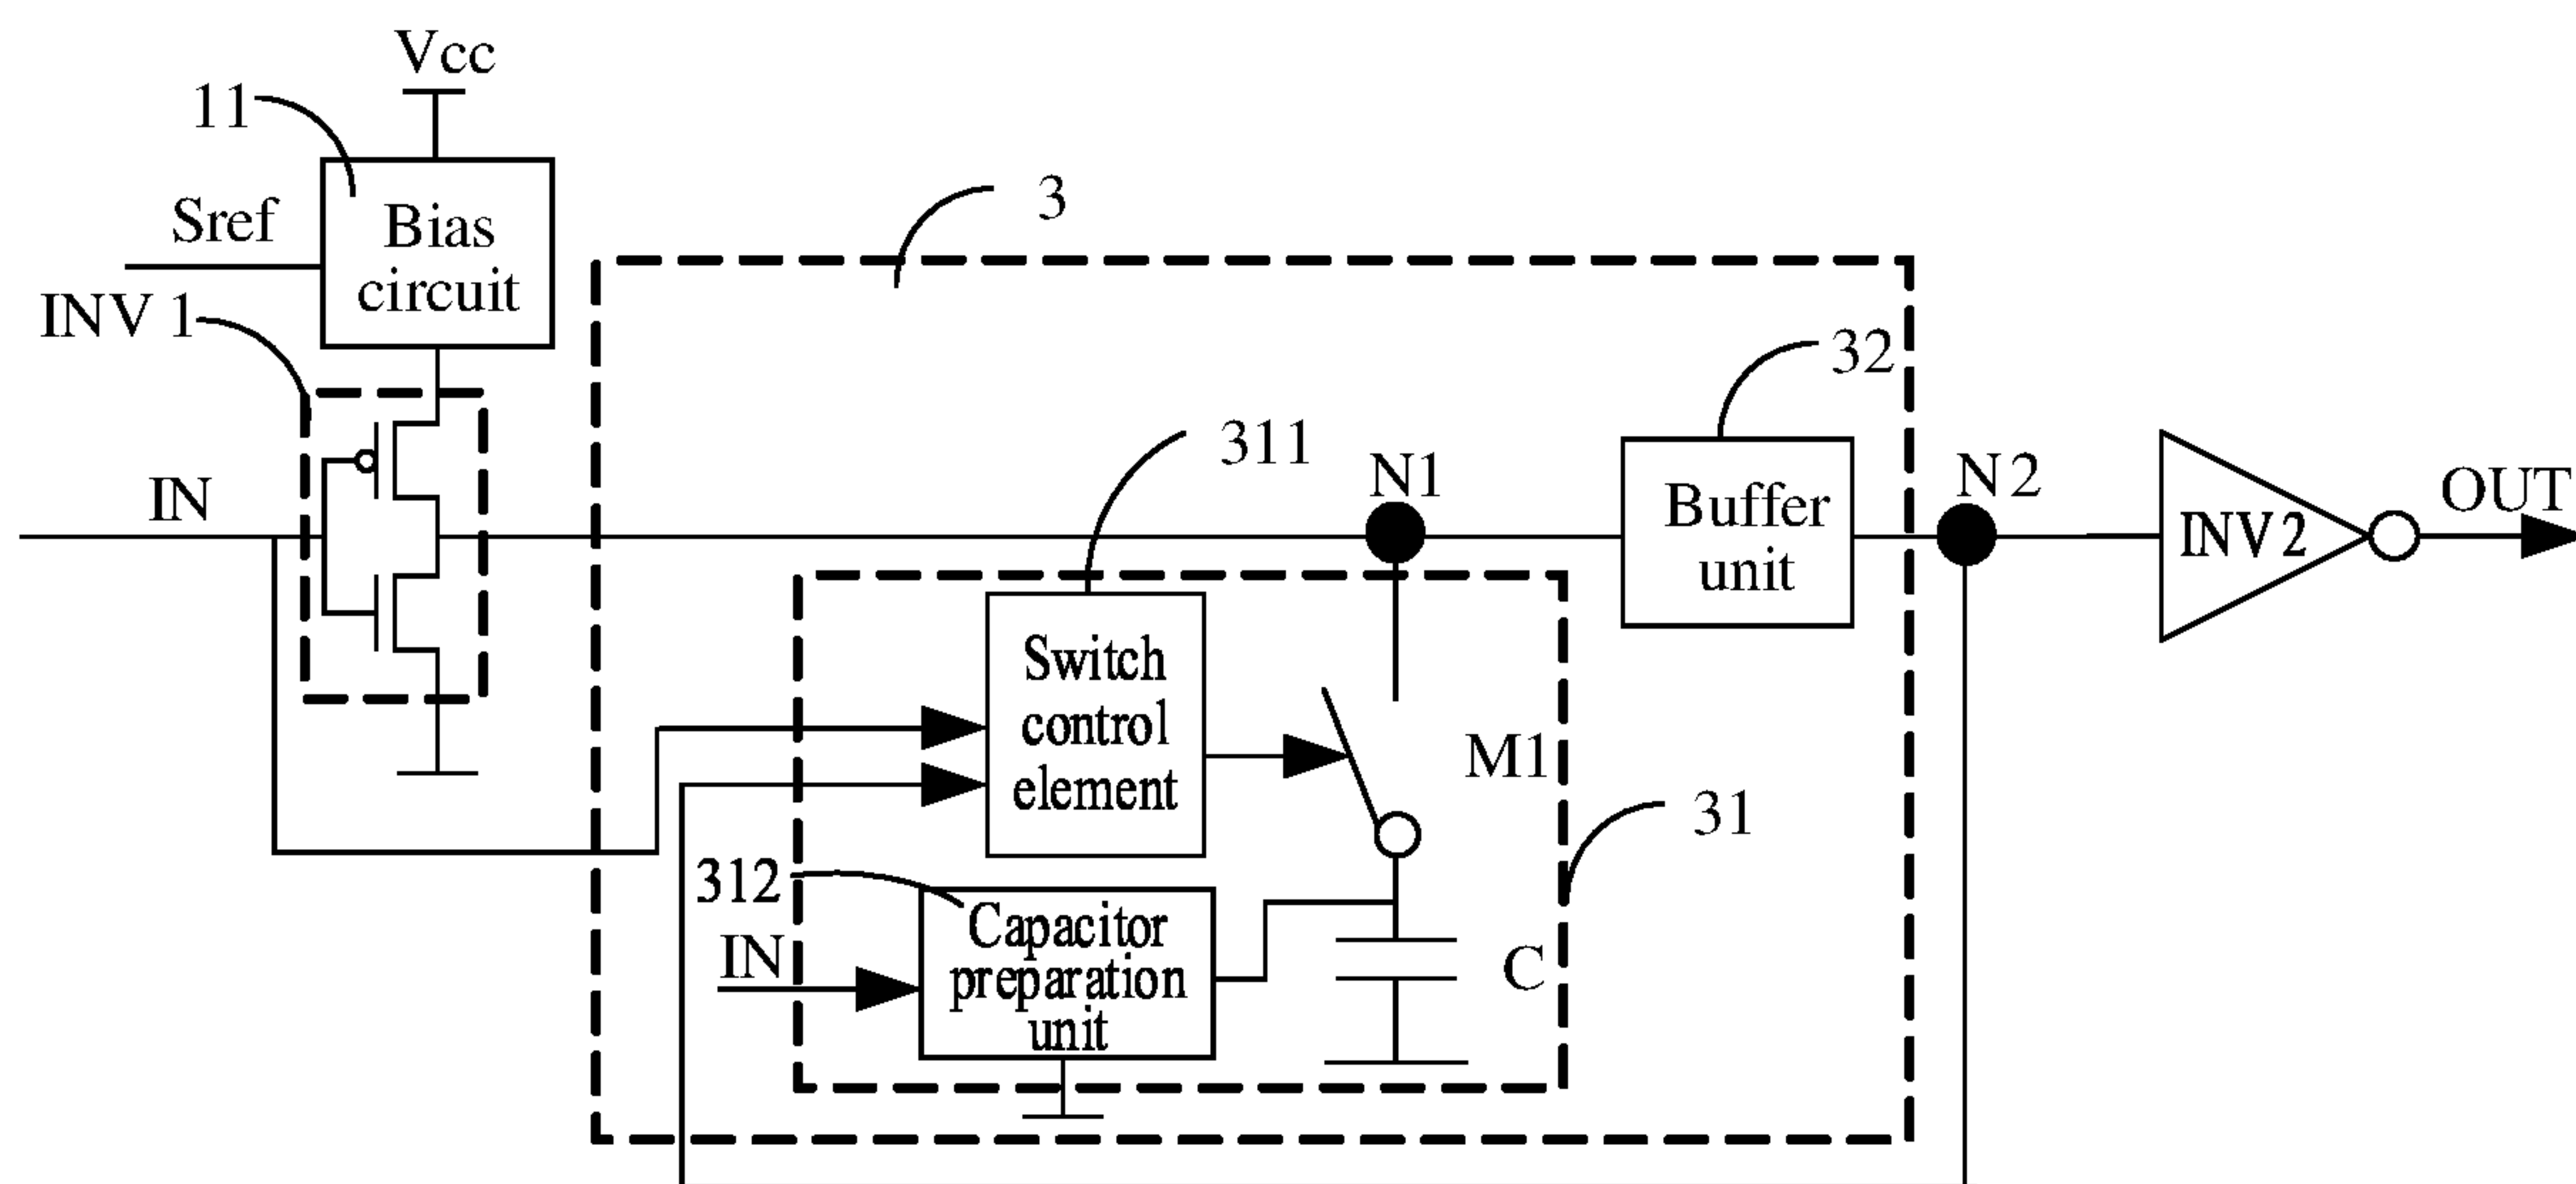 Vcc
11
Sref
Bias
circuit
3
INV 1
32
311
IN
N1
Buffer
unit
N2
INV2
OUT
Switch
control
element
M1
31
312
IN
Capacitor
preparation
unit
C